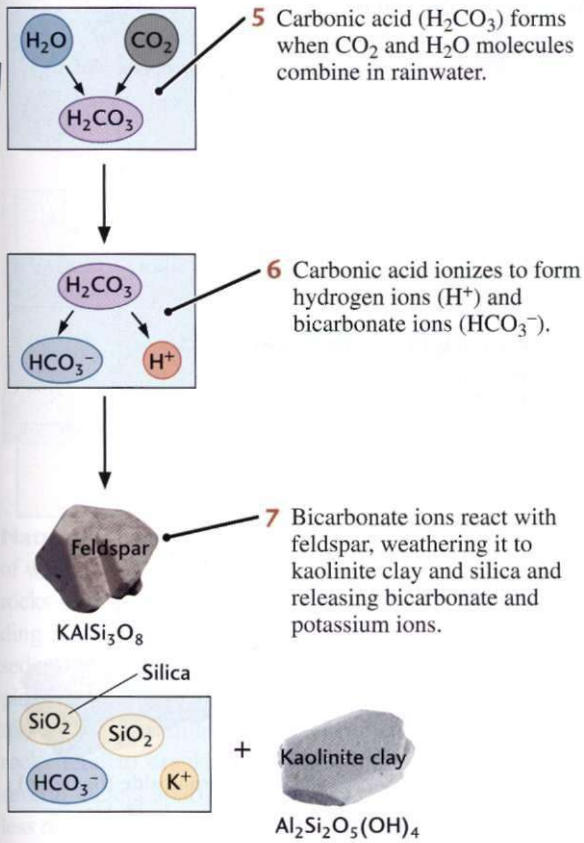 H₂O
CO₂
H₂CO₃
5 Carbonic acid (H₂CO₃) forms
when CO₂ and H₂O molecules
combine in rainwater.
H₂CO₃
HCO₃⁻
H⁺
6 Carbonic acid ionizes to form
hydrogen ions (H⁺) and
bicarbonate ions (HCO₃⁻).
Feldspar
KAlSi₃O₈
7 Bicarbonate ions react with
feldspar, weathering it to
kaolinite clay and silica and
releasing bicarbonate and
potassium ions.
Silica
SiO₂
SiO₂
HCO₃⁻
K⁺
+
Kaolinite clay
Al₂Si₂O₅(OH)₄